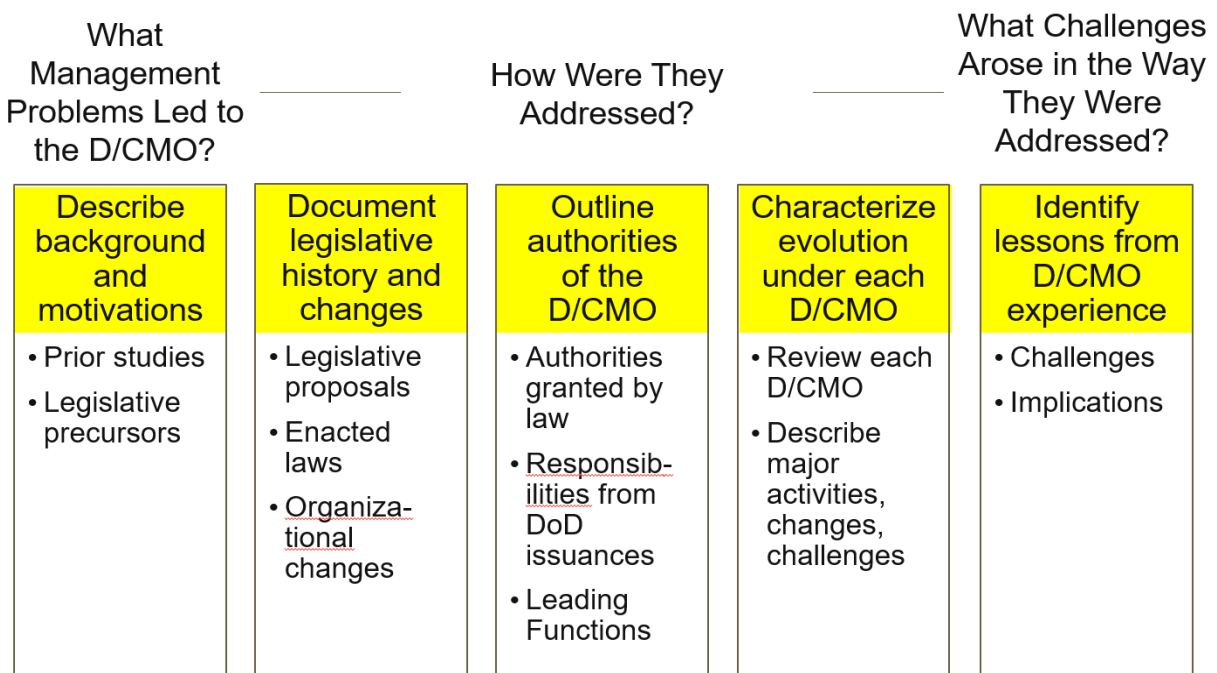 What
Management
Problems Led to
the D/CMO?
How Were They
Addressed?
What Challenges
Arose in the Way
They Were
Addressed?
Describe
background
and
motivations
• Prior studies
• Legislative
precursors
Document
legislative
history and
changes
• Legislative
proposals
• Enacted
laws
• Organiza-
tional
changes
Outline
authorities
of the
D/CMO
• Authorities
granted by
law
• Responsib-
ilities from
DoD
issuances
• Leading
Functions
Characterize
evolution
under each
D/CMO
• Review each
D/CMO
• Describe
major
activities,
changes,
challenges
Identify
lessons from
D/CMO
experience
• Challenges
• Implications